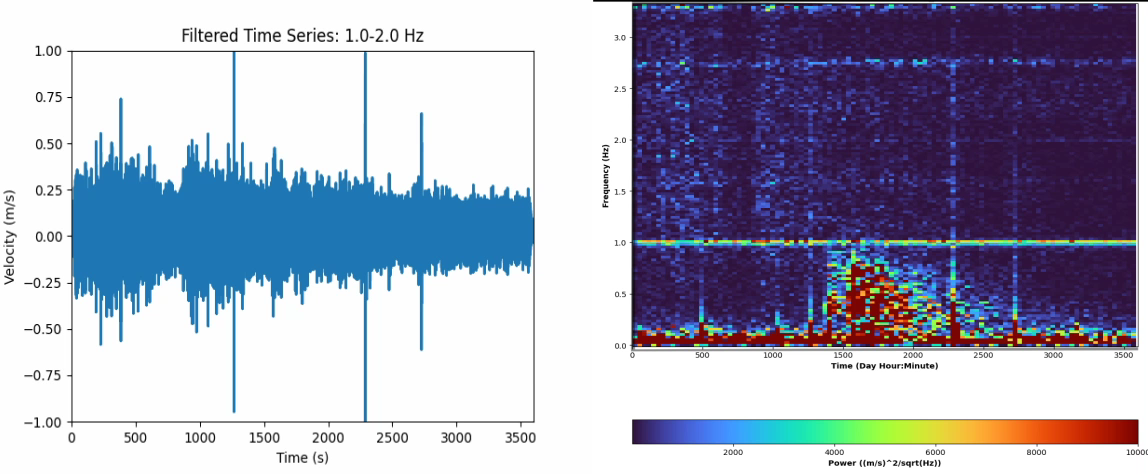 Filtered Time Series: 1.0-2.0 Hz
1.00
0.75
0.50
0.25
0.00
−0.25
−0.50
−0.75
−1.00
Velocity (m/s)
0 500 1000 1500 2000 2500 3000 3500
Time (s)
3.0
2.5
2.0
1.5
1.0
0.5
0.0
Frequency (Hz)
0 500 1000 1500 2000 2500 3000 3500
Time (Day Hour:Minute)
2000 4000 6000 8000 1000
Power ((m/s)^2/sqrt(Hz))